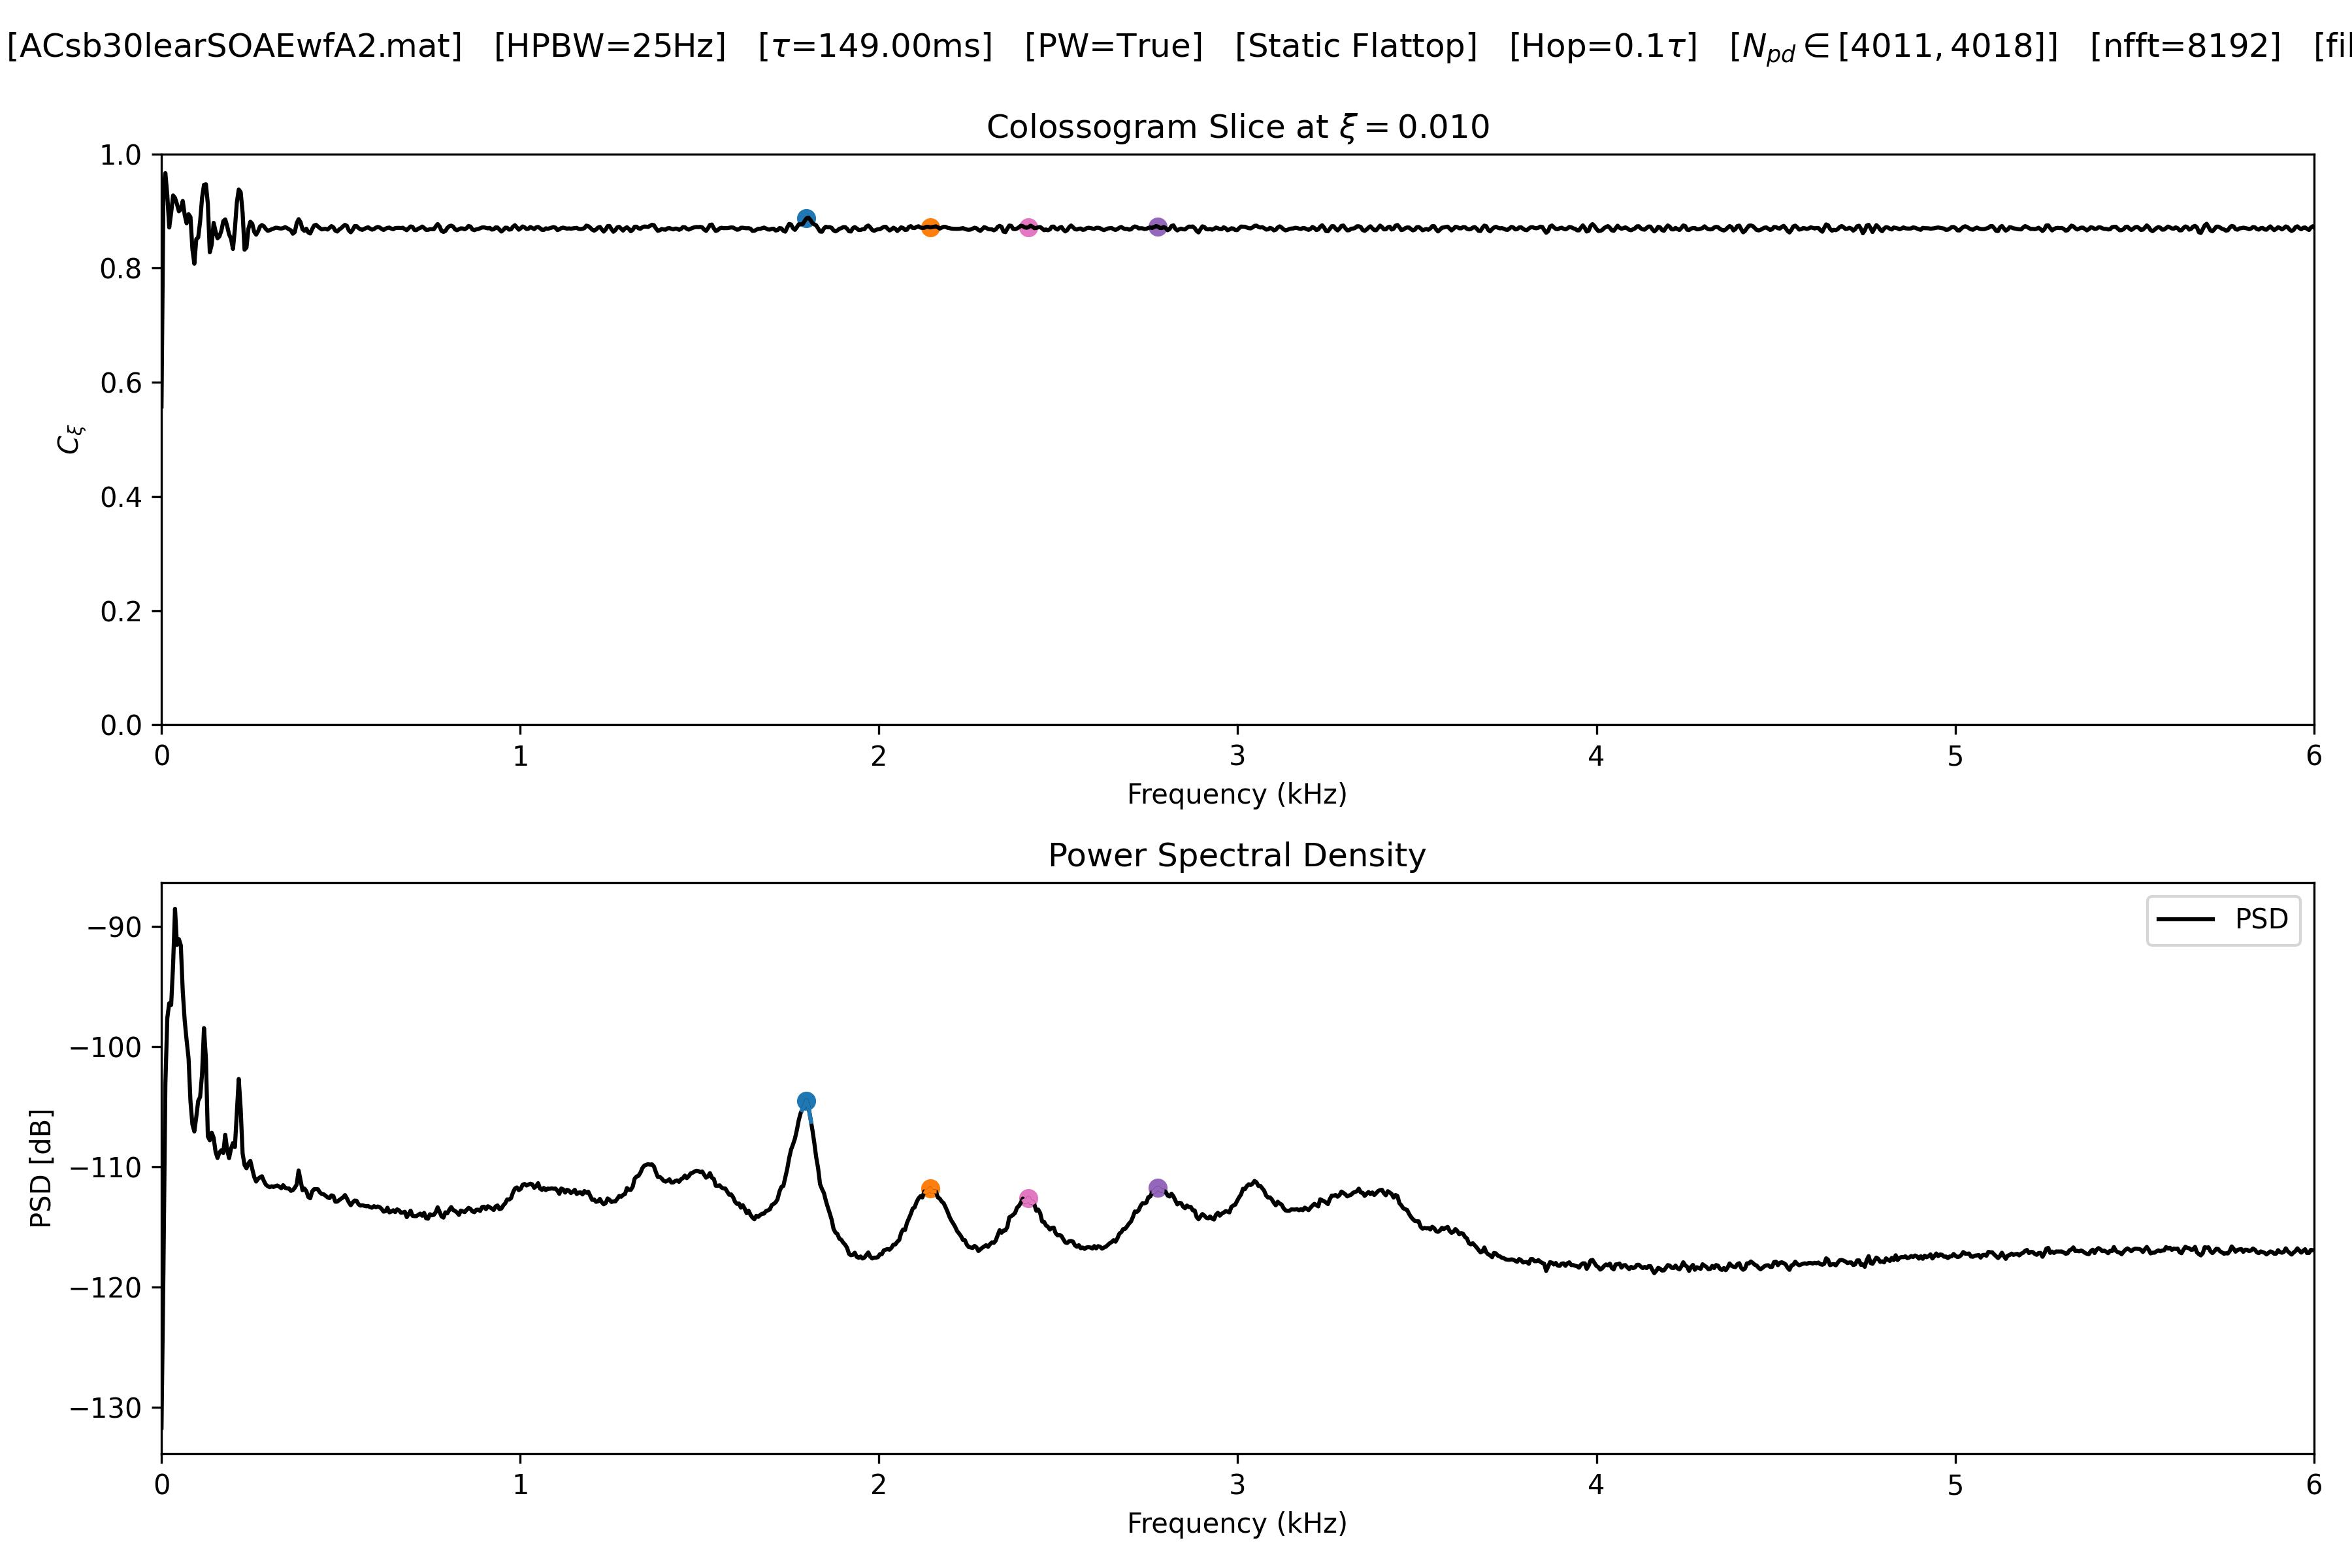 [ACsb30learSOAEwfA2.mat] [HPBW=25Hz] [τ=149.00ms] [PW=True] [Static Flattop] [Hop=0.1τ] [N_pd ∈ [4011, 4018]] [nfft=8192]
Colossogram Slice at ξ = 0.010
1.0
0.8
0.6
0.4
0.2
0.0
C_ξ
0 1 2 3 4 5 6
Frequency (kHz)
Power Spectral Density
PSD
−90
−100
−110
−120
−130
PSD [dB]
0 1 2 3 4 5 6
Frequency (kHz)